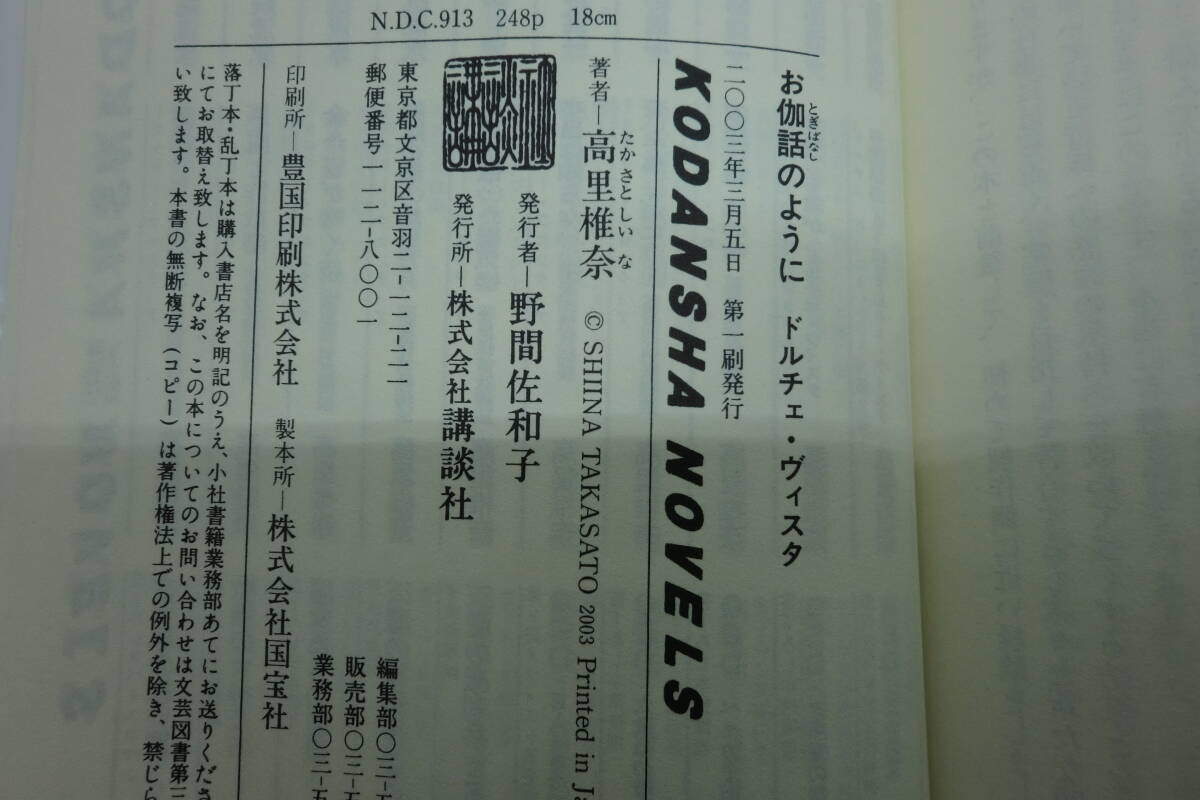 N.D.C.913 248p 18cm
お伽話のように ドルチェ・ヴィスタ
とぎばなし
KODANSHA NOVELS
二〇〇三年三月五日 第一刷発行
著者―高里椎奈 © SHIINA TAKASATO 2003 Printed in Ja
たかさとしいな
発行者―野間佐和子
発行所―株式会社講談社
東京都文京区音羽二-一二-二一
郵便番号一一二-八〇〇一
編集部〇三-五
販売部〇三-五
業務部〇三-五
印刷所―豊国印刷株式会社 製本所―株式会社国宝社
落丁本・乱丁本は購入書店名を明記のうえ、小社書籍業務部あてにお送りくださ
にてお取替え致します。なお、この本についてのお問い合わせは文芸図書第三
い致します。本書の無断複写(コピー)は著作権法上での例外を除き、禁じら